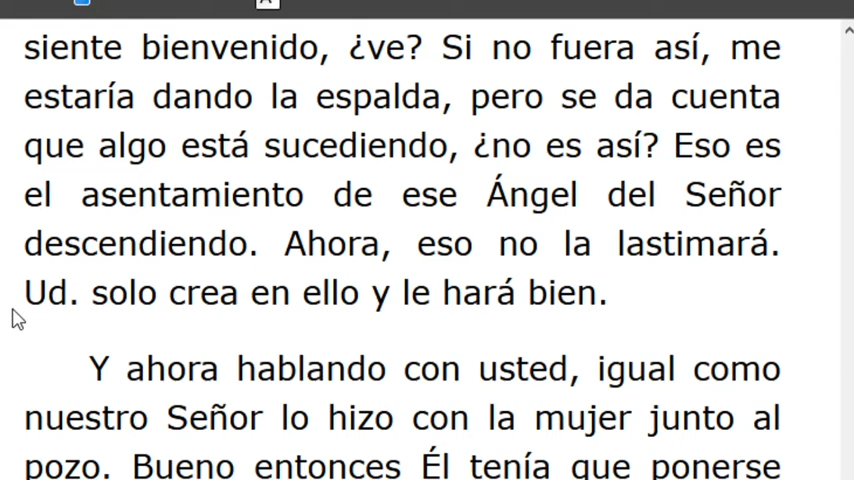 siente bienvenido, ¿ve? Si no fuera así, me
estaría dando la espalda, pero se da cuenta
que algo está sucediendo, ¿no es así? Eso es
el asentamiento de ese Ángel del Señor
descendiendo. Ahora, eso no la lastimará.
Ud. solo crea en ello y le hará bien.
Y ahora hablando con usted, igual como
nuestro Señor lo hizo con la mujer junto al
pozo. Bueno entonces Él tenía que ponerse